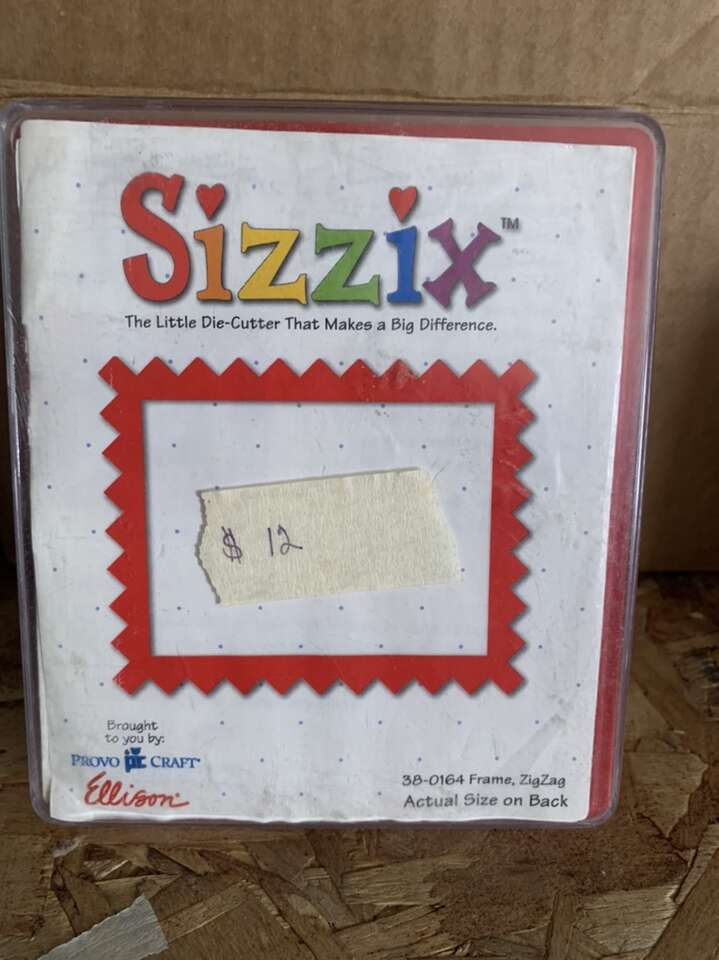 Sizzix™
The Little Die-Cutter That Makes a Big Difference.
$ 12
Brought
to you by:
PROVO pc CRAFT®
Ellison®
38-0164 Frame, ZigZag
Actual Size on Back